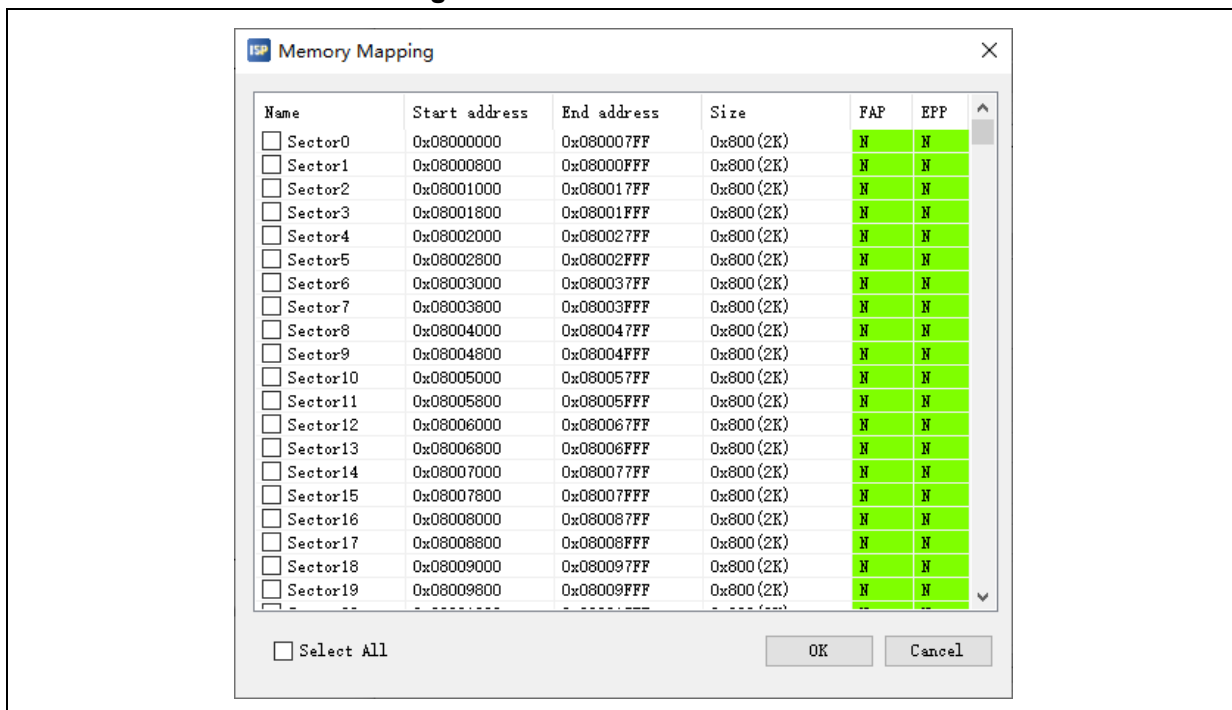 ISP Memory Mapping
Name Start address End address Size FAP EPP
Sector0 0x08000000 0x080007FF 0x800(2K) N N
Sector1 0x08000800 0x08000FFF 0x800(2K) N N
Sector2 0x08001000 0x080017FF 0x800(2K) N N
Sector3 0x08001800 0x08001FFF 0x800(2K) N N
Sector4 0x08002000 0x080027FF 0x800(2K) N N
Sector5 0x08002800 0x08002FFF 0x800(2K) N N
Sector6 0x08003000 0x080037FF 0x800(2K) N N
Sector7 0x08003800 0x08003FFF 0x800(2K) N N
Sector8 0x08004000 0x080047FF 0x800(2K) N N
Sector9 0x08004800 0x08004FFF 0x800(2K) N N
Sector10 0x08005000 0x080057FF 0x800(2K) N N
Sector11 0x08005800 0x08005FFF 0x800(2K) N N
Sector12 0x08006000 0x080067FF 0x800(2K) N N
Sector13 0x08006800 0x08006FFF 0x800(2K) N N
Sector14 0x08007000 0x080077FF 0x800(2K) N N
Sector15 0x08007800 0x08007FFF 0x800(2K) N N
Sector16 0x08008000 0x080087FF 0x800(2K) N N
Sector17 0x08008800 0x08008FFF 0x800(2K) N N
Sector18 0x08009000 0x080097FF 0x800(2K) N N
Sector19 0x08009800 0x08009FFF 0x800(2K) N N
Select All OK Cancel